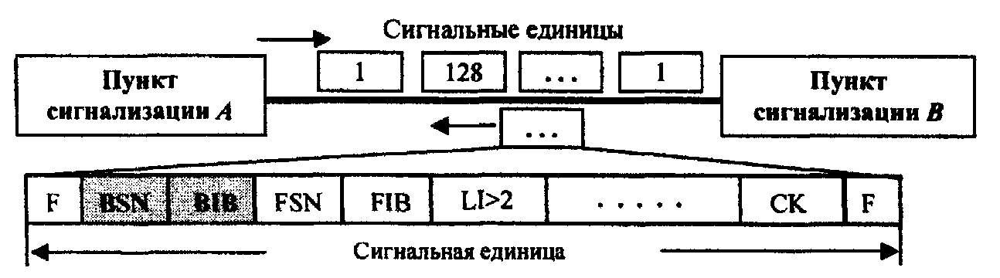 Сигнальные единицы
Пункт
сигнализации A
1
128
...
1
Пункт
сигнализации B
...
F BSN BIB FSN FIB LI>2 ..... CK F
Сигнальная единица